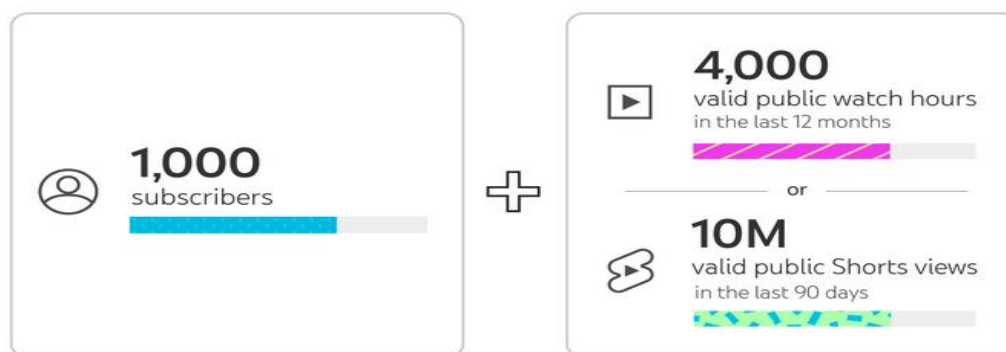 1,000
subscribers
4,000
valid public watch hours
in the last 12 months
or
10M
valid public Shorts views
in the last 90 days